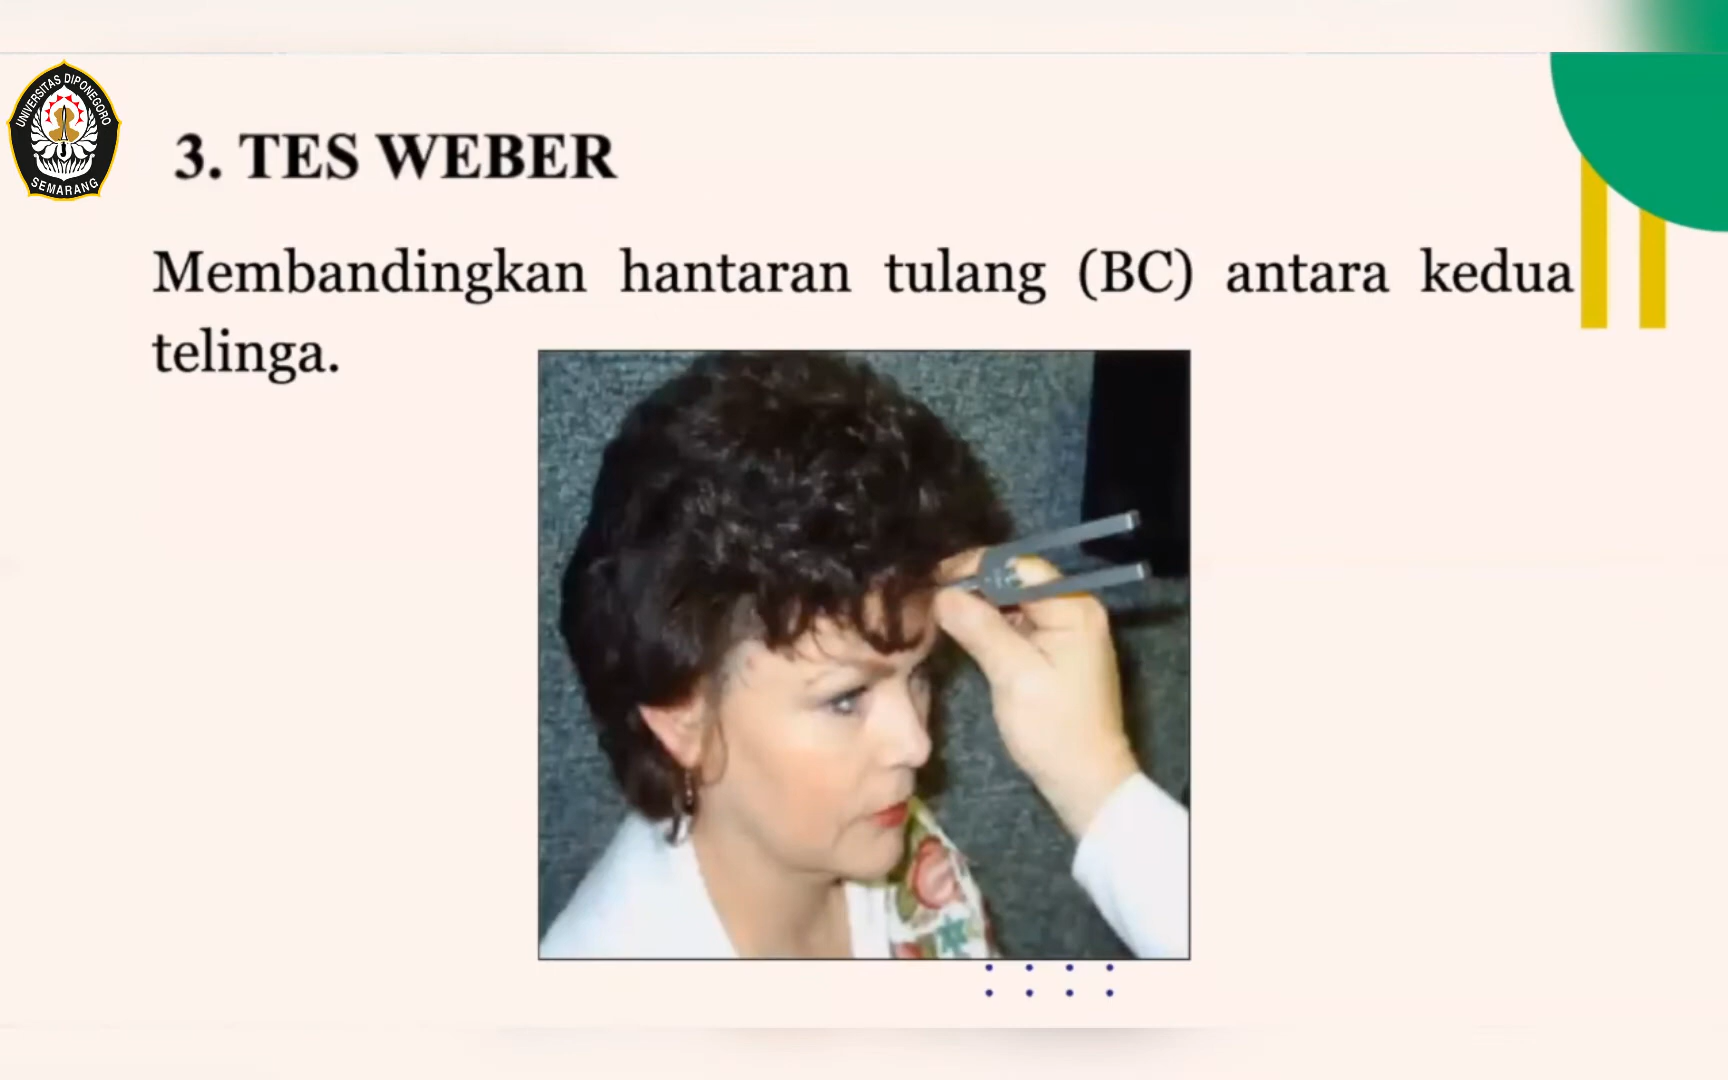 UNIVERSITAS DIPONEGORO
SEMARANG
3. TES WEBER
Membandingkan hantaran tulang (BC) antara kedua
telinga.